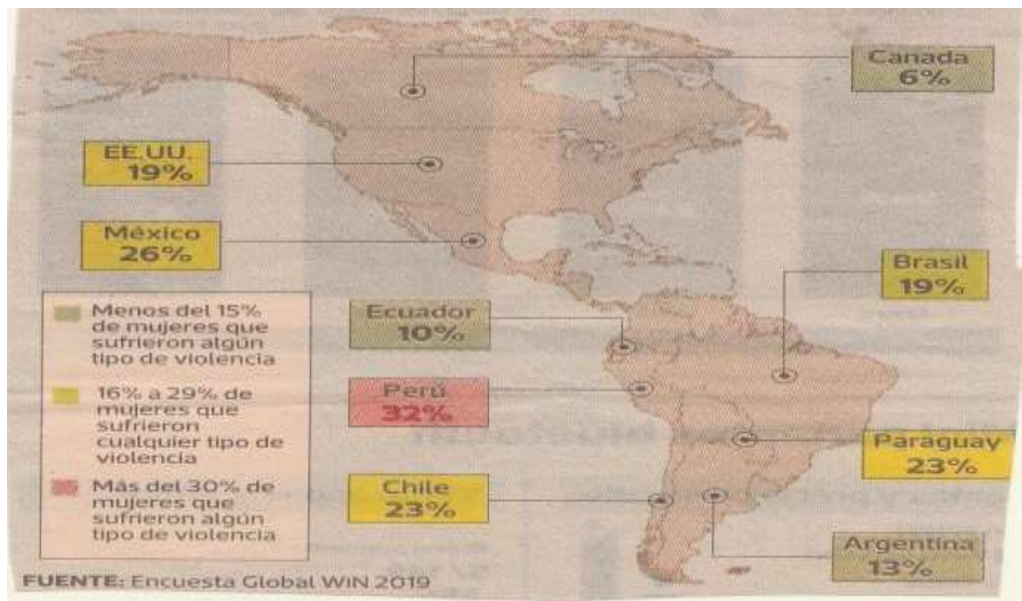 Canada
6%
EE.UU.
19%
México
26%
Brasil
19%
Ecuador
10%
Perú
32%
Paraguay
23%
Chile
23%
Argentina
13%
Menos del 15%
de mujeres que
sufrieron algún
tipo de violencia
16% a 29% de
mujeres que
sufrieron
cualquier tipo de
violencia
Más del 30% de
mujeres que
sufrieron algún
tipo de violencia
FUENTE: Encuesta Global WIN 2019